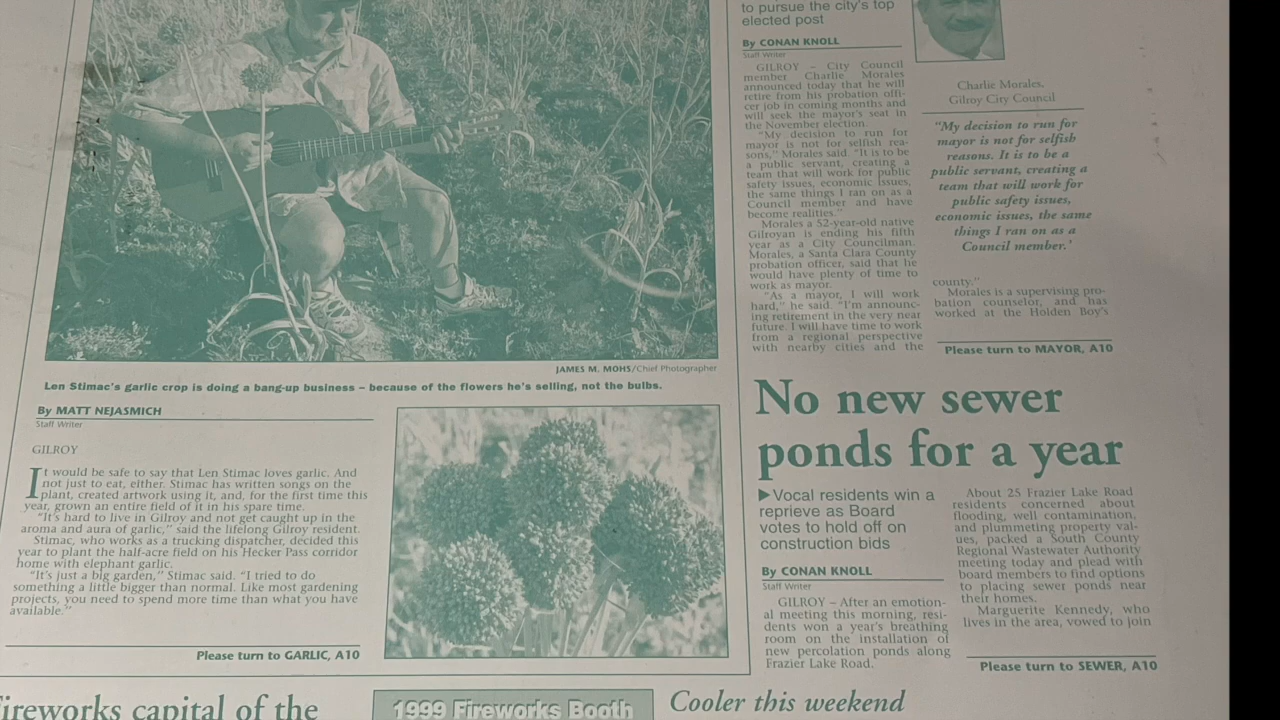 to pursue the city's top
elected post
By CONAN KNOLL
Staff Writer
GILROY – City Council
member Charlie Morales
announced today that he will
retire from his probation offi-
cer job in coming months and
will seek the mayor's seat in
the November election.
"My decision to run for
mayor is not for selfish rea-
sons," Morales said. "It is to be
a public servant, creating a
team that will work for public
safety issues, economic issues,
the same things I ran on as a
Council member and have
become realities."
Morales a 52-year-old native
Gilroyan is ending his fifth
year as a City Councilman.
Morales, a Santa Clara County
probation officer, said that he
would have plenty of time to
work as mayor.
"As a mayor, I will work
hard," he said. "I'm announc-
ing retirement in the very near
future. I will have time to work
from a regional perspective
with nearby cities and the
Charlie Morales,
Gilroy City Council
"My decision to run for
mayor is not for selfish
reasons. It is to be a
public servant, creating a
team that will work for
public safety issues,
economic issues, the same
things I ran on as a
Council member.'
county."
Morales is a supervising pro-
bation counselor, and has
worked at the Holden Boy's
Please turn to MAYOR, A10
JAMES M. MOHS/Chief Photographer
Len Stimac's garlic crop is doing a bang-up business – because of the flowers he's selling, not the bulbs.
By MATT NEJASMICH
Staff Writer
GILROY
It would be safe to say that Len Stimac loves garlic. And
not just to eat, either. Stimac has written songs on the
plant, created artwork using it, and, for the first time this
year, grown an entire field of it in his spare time.
"It's hard to live in Gilroy and not get caught up in the
aroma and aura of garlic," said the lifelong Gilroy resident.
Stimac, who works as a trucking dispatcher, decided this
year to plant the half-acre field on his Hecker Pass corridor
home with elephant garlic.
"It's just a big garden," Stimac said. "I tried to do
something a little bigger than normal. Like most gardening
projects, you need to spend more time than what you have
available."
Please turn to GARLIC, A10
No new sewer
ponds for a year
▶Vocal residents win a
reprieve as Board
votes to hold off on
construction bids
By CONAN KNOLL
Staff Writer
GILROY – After an emotion-
al meeting this morning, resi-
dents won a year's breathing
room on the installation of
new percolation ponds along
Frazier Lake Road.
About 25 Frazier Lake Road
residents concerned about
flooding, well contamination,
and plummeting property val-
ues, packed a South County
Regional Wastewater Authority
meeting today and plead with
board members to find options
to placing sewer ponds near
their homes.
Marguerite Kennedy, who
lives in the area, vowed to join
Please turn to SEWER, A10
Fireworks capital of the
1999 Fireworks Booth
Cooler this weekend